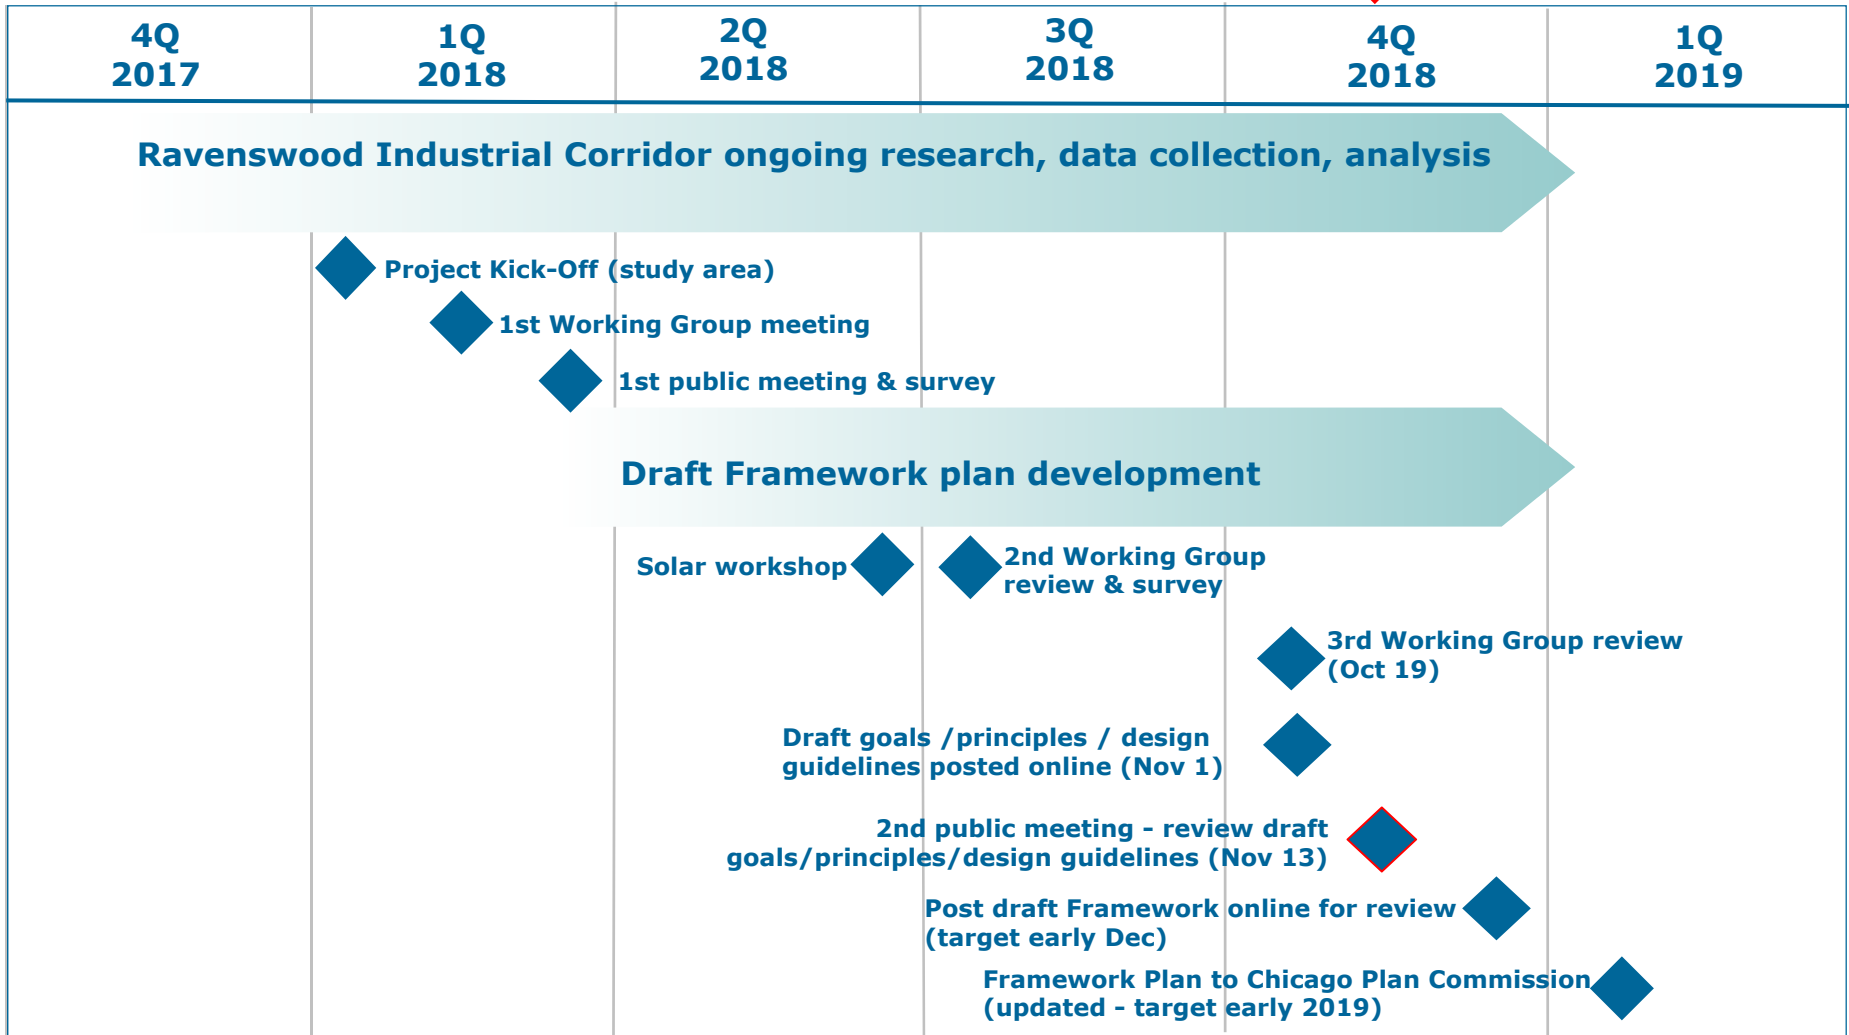 4Q
2017
1Q
2018
2Q
2018
3Q
2018
4Q
2018
1Q
2019
Ravenswood Industrial Corridor ongoing research, data collection, analysis
Project Kick-Off (study area)
1st Working Group meeting
1st public meeting & survey
Draft Framework plan development
Solar workshop
2nd Working Group
review & survey
3rd Working Group review
(Oct 19)
Draft goals /principles / design
guidelines posted online (Nov 1)
2nd public meeting - review draft
goals/principles/design guidelines (Nov 13)
Post draft Framework online for review
(target early Dec)
Framework Plan to Chicago Plan Commission
(updated - target early 2019)